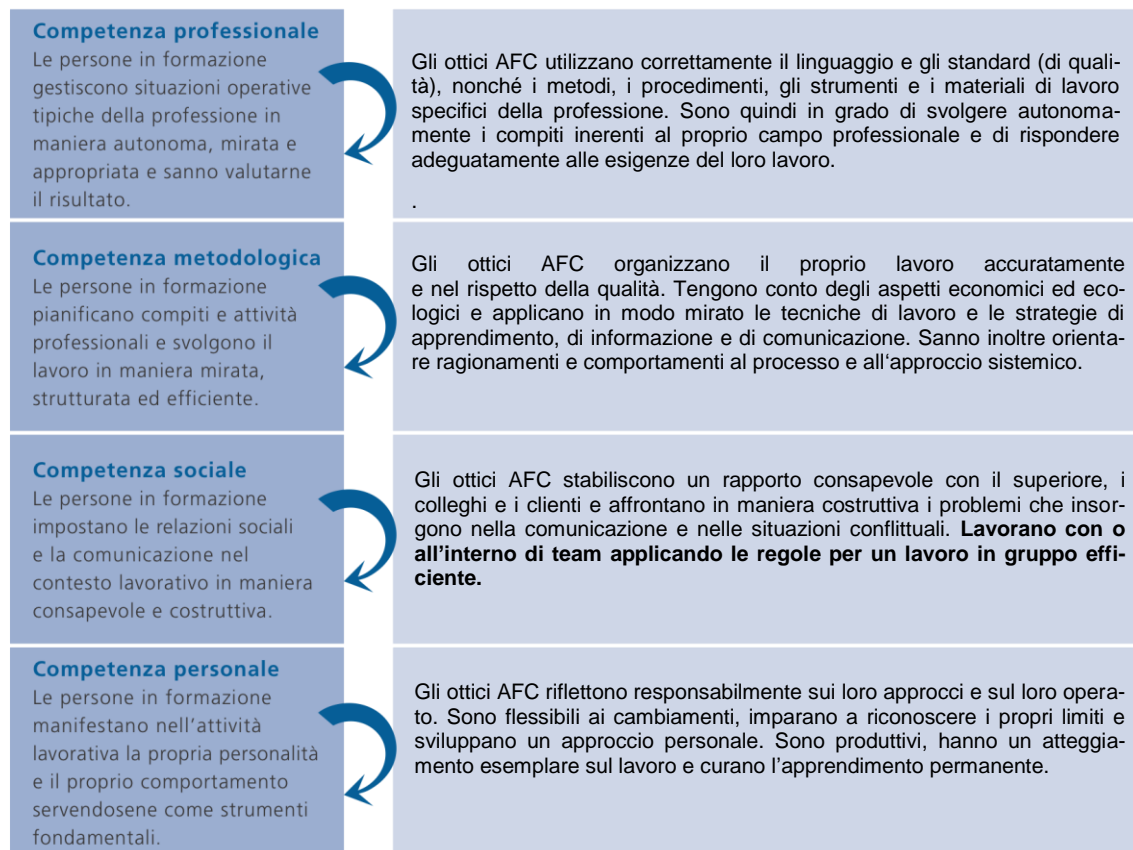 Competenza professionale
Le persone in formazione
gestiscono situazioni operative
tipiche della professione in
maniera autonoma, mirata e
appropriata e sanno valutarne
il risultato.
Gli ottici AFC utilizzano correttamente il linguaggio e gli standard (di quali-
tà), nonché i metodi, i procedimenti, gli strumenti e i materiali di lavoro
specifici della professione. Sono quindi in grado di svolgere autonoma-
mente i compiti inerenti al proprio campo professionale e di rispondere
adeguatamente alle esigenze del loro lavoro.
.
Competenza metodologica
Le persone in formazione
pianificano compiti e attività
professionali e svolgono il
lavoro in maniera mirata,
strutturata ed efficiente.
Gli ottici AFC organizzano il proprio lavoro accuratamente
e nel rispetto della qualità. Tengono conto degli aspetti economici ed eco-
logici e applicano in modo mirato le tecniche di lavoro e le strategie di
apprendimento, di informazione e di comunicazione. Sanno inoltre orienta-
re ragionamenti e comportamenti al processo e all‘approccio sistemico.
Competenza sociale
Le persone in formazione
impostano le relazioni sociali
e la comunicazione nel
contesto lavorativo in maniera
consapevole e costruttiva.
Gli ottici AFC stabiliscono un rapporto consapevole con il superiore, i
colleghi e i clienti e affrontano in maniera costruttiva i problemi che insor-
gono nella comunicazione e nelle situazioni conflittuali. Lavorano con o
all’interno di team applicando le regole per un lavoro in gruppo effi-
ciente.
Competenza personale
Le persone in formazione
manifestano nell’attività
lavorativa la propria personalità
e il proprio comportamento
servendosene come strumenti
fondamentali.
Gli ottici AFC riflettono responsabilmente sui loro approcci e sul loro opera-
to. Sono flessibili ai cambiamenti, imparano a riconoscere i propri limiti e
sviluppano un approccio personale. Sono produttivi, hanno un atteggia-
mento esemplare sul lavoro e curano l’apprendimento permanente.